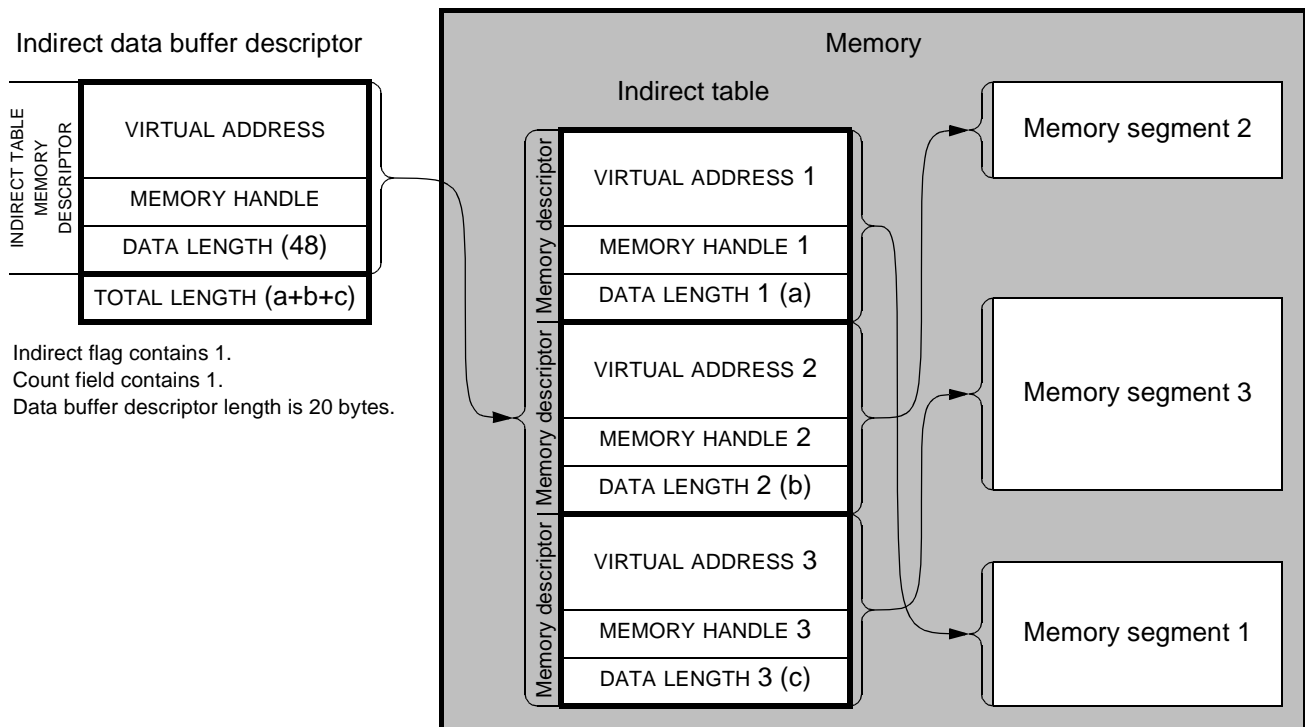 Indirect data buffer descriptor
INDIRECT TABLE
MEMORY
DESCRIPTOR
VIRTUAL ADDRESS
MEMORY HANDLE
DATA LENGTH (48)
TOTAL LENGTH (a+b+c)
Indirect flag contains 1.
Count field contains 1.
Data buffer descriptor length is 20 bytes.
Memory
Indirect table
Memory descriptor
VIRTUAL ADDRESS 1
MEMORY HANDLE 1
DATA LENGTH 1 (a)
Memory descriptor
VIRTUAL ADDRESS 2
MEMORY HANDLE 2
DATA LENGTH 2 (b)
Memory descriptor
VIRTUAL ADDRESS 3
MEMORY HANDLE 3
DATA LENGTH 3 (c)
Memory segment 2
Memory segment 3
Memory segment 1